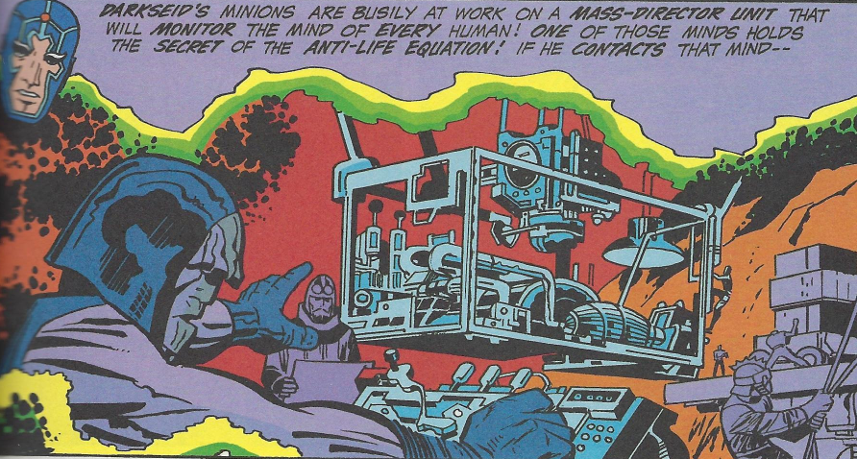 DARKSEID'S MINIONS ARE BUSILY AT WORK ON A MASS-DIRECTOR UNIT THAT
WILL MONITOR THE MIND OF EVERY HUMAN! ONE OF THOSE MINDS HOLDS
THE SECRET OF THE ANTI-LIFE EQUATION! IF HE CONTACTS THAT MIND--